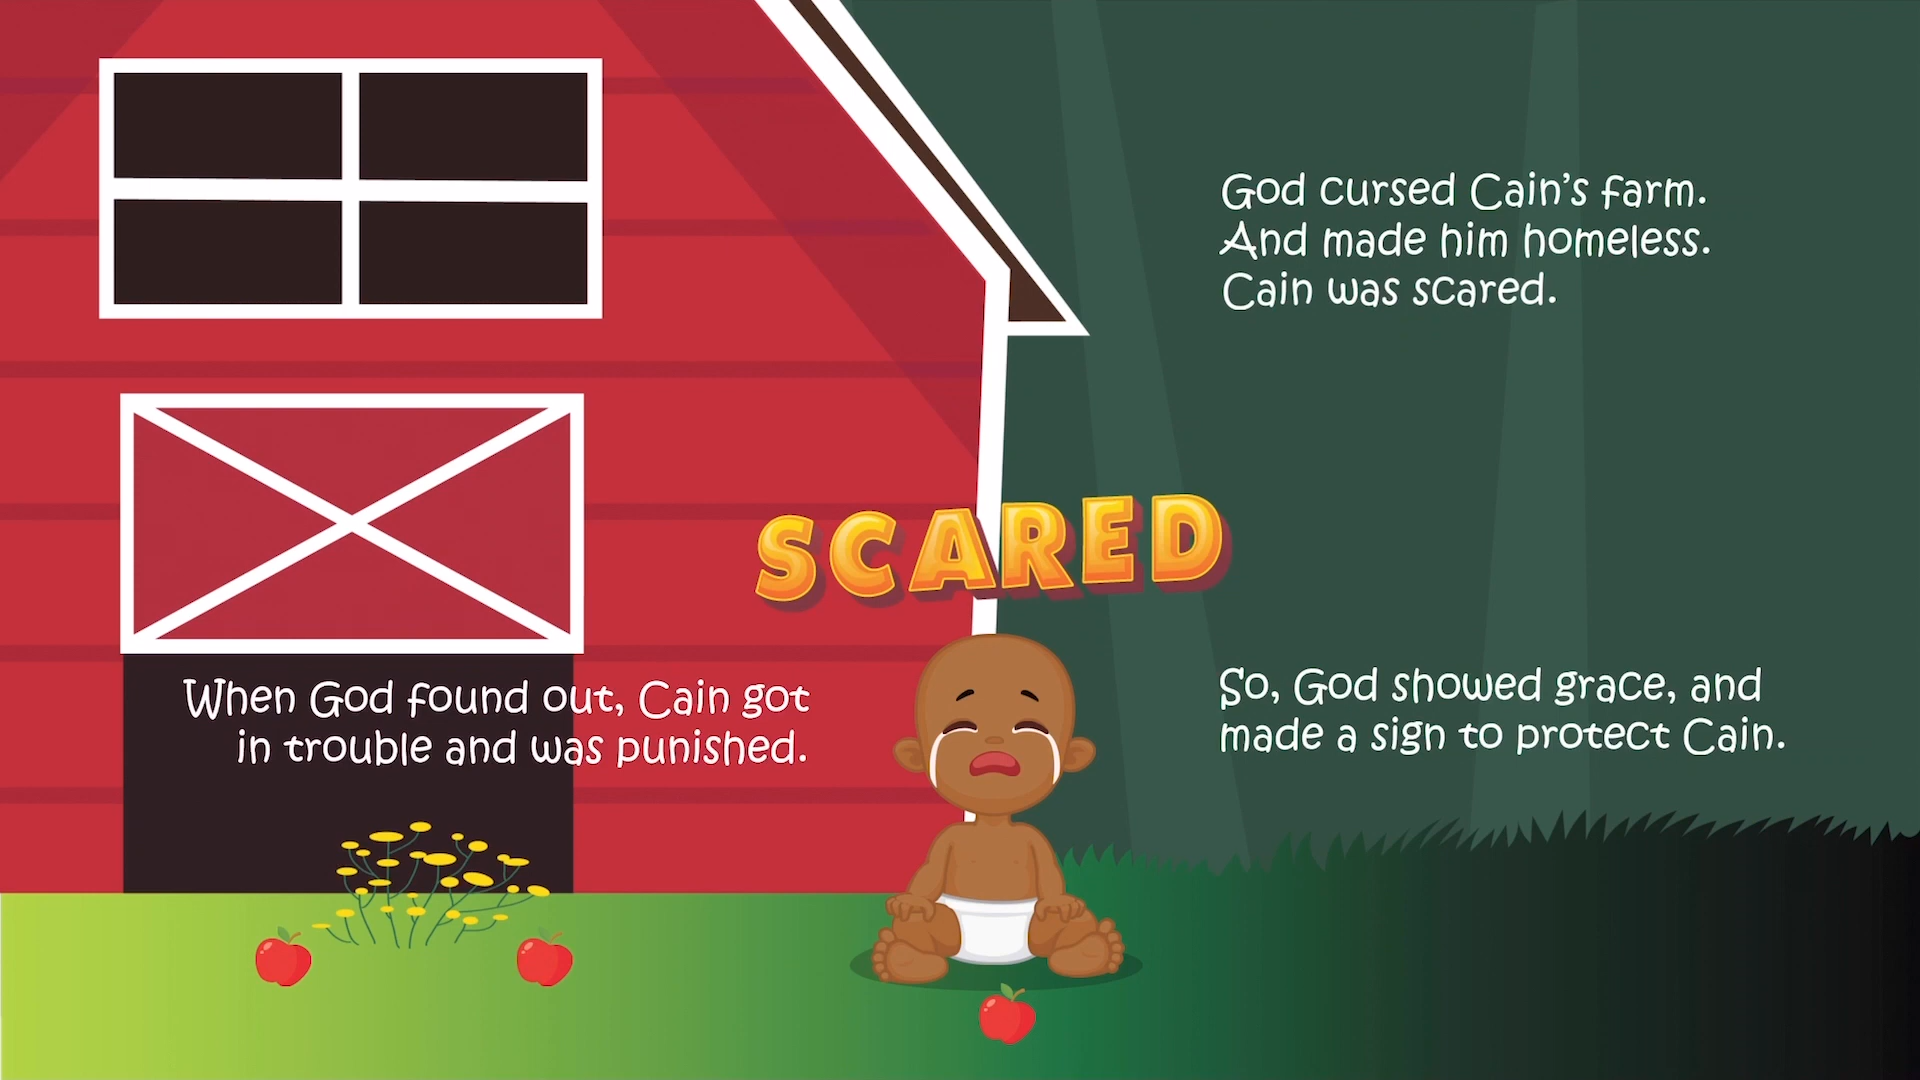 When God found out, Cain got
in trouble and was punished.
SCARED
God cursed Cain's farm.
And made him homeless.
Cain was scared.
So, God showed grace, and
made a sign to protect Cain.